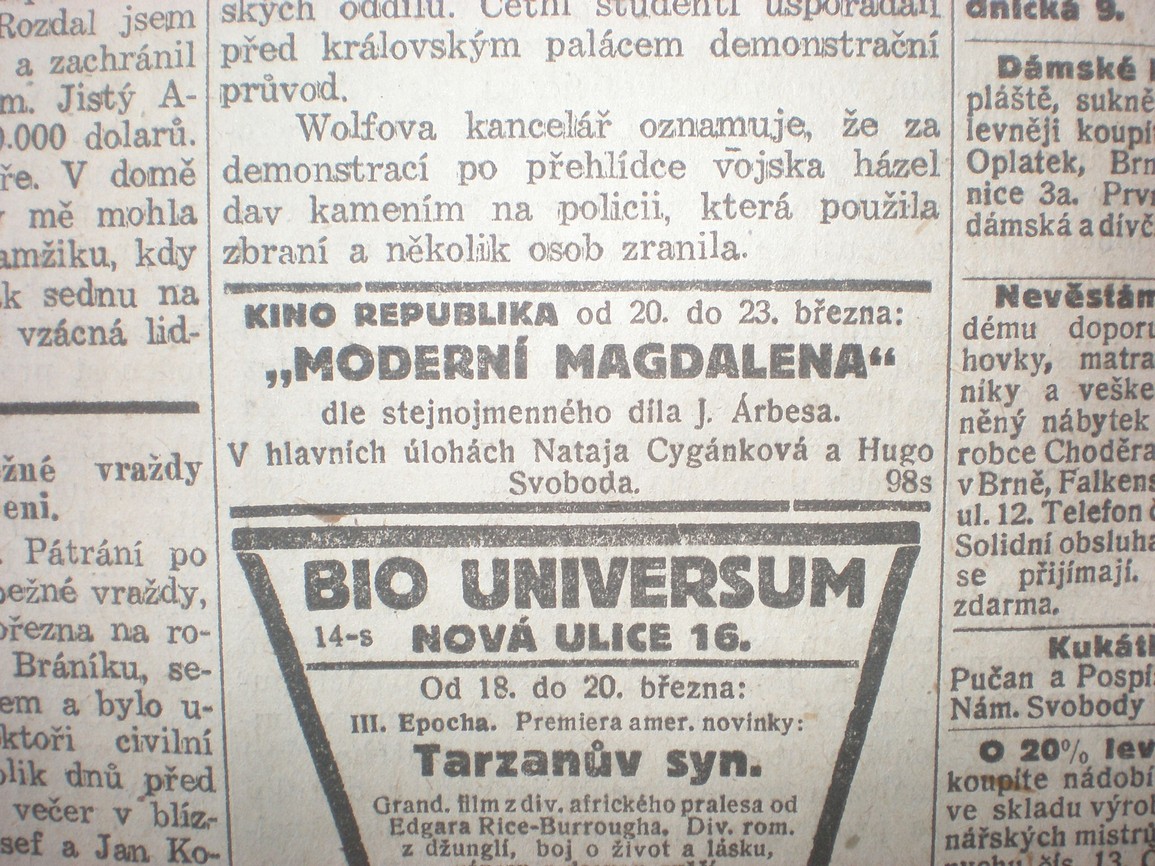 Rozdal jsem
a zachránil
m. Jistý A-
0.000 dolarů.
ře. V domě
mě mohla
amžiku, kdy
k sednu na
vzácná lid-
žné vraždy
eni.
Pátrání po
ežné vraždy,
března na ro-
Bráníku, se-
em a bylo u-
ktoři civilní
olik dnů před
večer v blíz-
sef a Jan Ko-
ských oddílů. Četní studenti uspořádali
před královským palácem demonstrační
průvod.
Wolfova kancelář oznamuje, že za
demonstrací po přehlídce vojska házel
dav kamením na policii, která použila
zbraní a několik osob zranila.
KINO REPUBLIKA od 20. do 23. března:
„MODERNÍ MAGDALENA“
dle stejnojmenného díla J. Árbesa.
V hlavních úlohách Nataja Cygánková a Hugo
Svoboda. 98s
BIO UNIVERSUM
14-s NOVÁ ULICE 16.
Od 18. do 20. března:
III. Epocha. Premiera amer. novinky:
Tarzanův syn.
Grand. film z div. afrického pralesa od
Edgara Rice-Burrougha. Div. rom.
z džunglí, boj o život a lásku,
dnická 9.
Dámské
pláště, sukně
levněji koupít
Oplatek, Brn
nice 3a. Prv
dámská a dívč
Nevěstám
dému doporu
hovky, matra
níky a veške
něný nábytek
robce Choděra
v Brně, Falkens
ul. 12. Telefon č
Solidní obsluha
se přijímají.
zdarma.
Kukátk
Pučan a Pospí
Nám. Svobody
O 20% lev
koupíte nádobí
ve skladu výrol
nářských mistrů